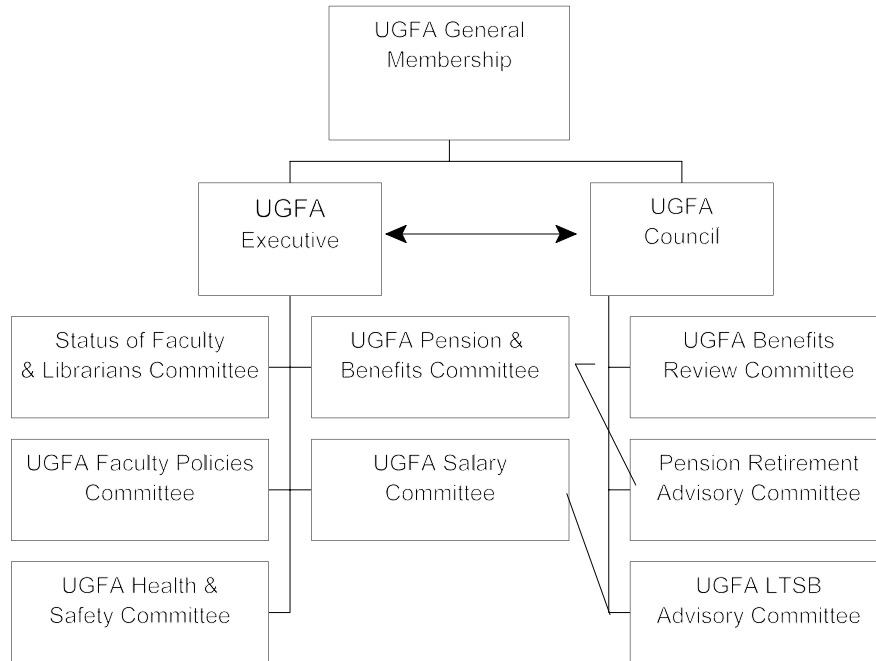 UGFA General
Membership
UGFA
Executive
UGFA
Council
Status of Faculty
& Librarians Committee
UGFA Pension &
Benefits Committee
UGFA Benefits
Review Committee
UGFA Faculty Policies
Committee
UGFA Salary
Committee
Pension Retirement
Advisory Committee
UGFA Health &
Safety Committee
UGFA LTSB
Advisory Committee